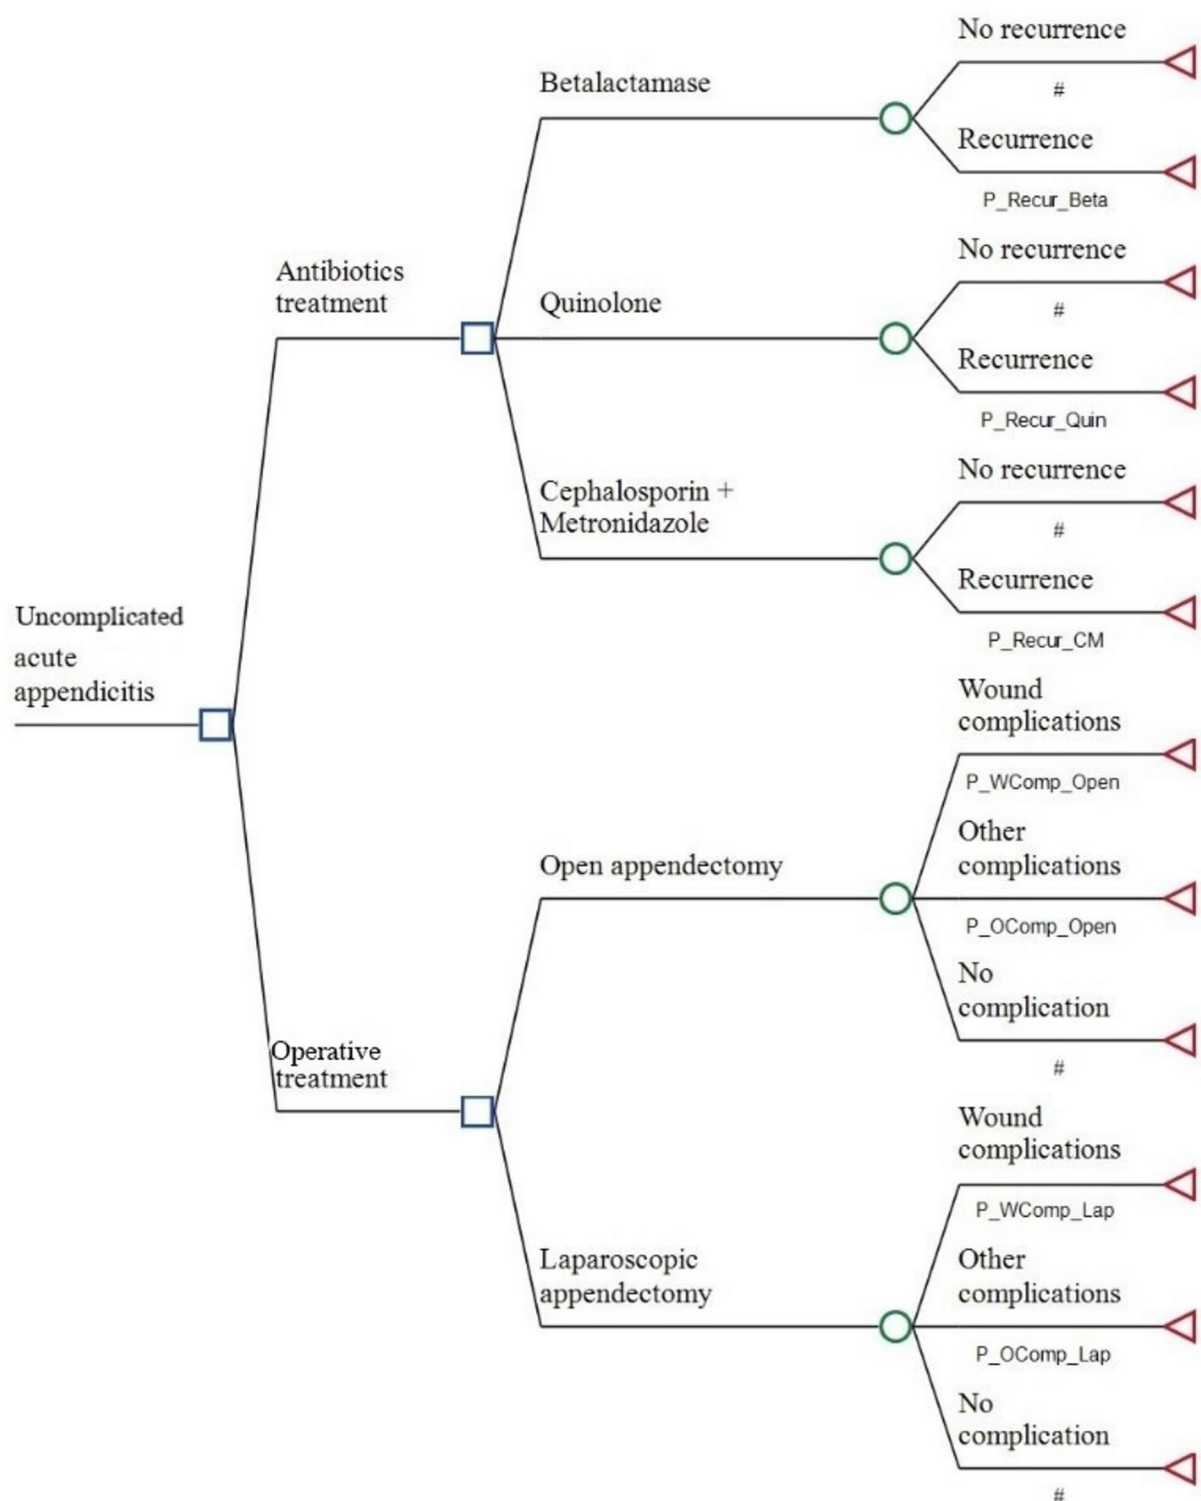 No recurrence
#
Betalactamase
Recurrence
P_Recur_Beta
No recurrence
#
Antibiotics
treatment
Quinolone
Recurrence
P_Recur_Quin
No recurrence
#
Cephalosporin +
Metronidazole
Recurrence
P_Recur_CM
Uncomplicated
acute
appendicitis
Wound
complications
P_WComp_Open
Other
complications
P_OComp_Open
Open appendectomy
No
complication
#
Operative
treatment
Wound
complications
P_WComp_Lap
Other
complications
P_OComp_Lap
Laparoscopic
appendectomy
No
complication
#